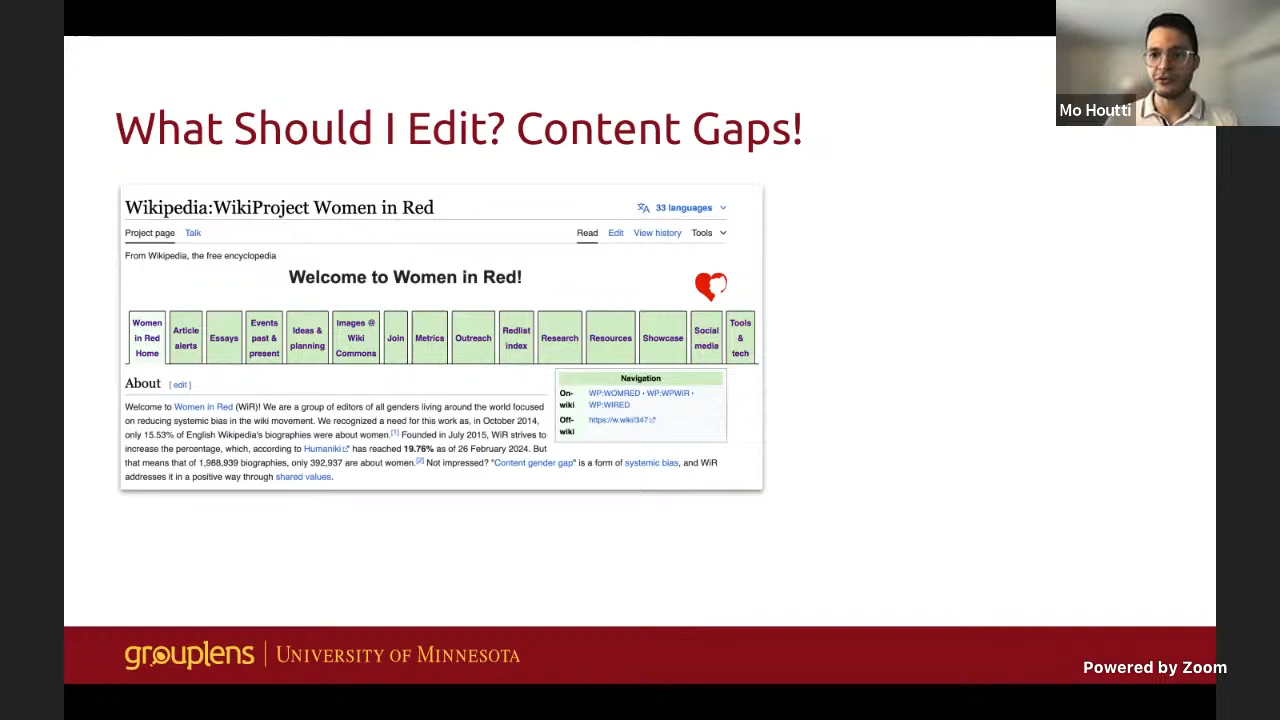 Mo Houtti
What Should I Edit? Content Gaps!
Wikipedia:WikiProject Women in Red
33 languages
Project page Talk
Read Edit View history Tools
From Wikipedia, the free encyclopedia
Welcome to Women in Red!
Women in Red Home
Article alerts
Essays
Events past & present
Ideas & planning
Images @ Wiki Commons
Join
Metrics
Outreach
Redlist index
Research
Resources
Showcase
Social media
Tools & tech
About [ edit ]
Navigation
On-wiki WP:WOMRED · WP:WPWIR · WP:WIRED
Off-wiki https://w.wiki/347
Welcome to Women in Red (WiR)! We are a group of editors of all genders living around the world focused
on reducing systemic bias in the wiki movement. We recognized a need for this work as, in October 2014,
only 15.53% of English Wikipedia's biographies were about women.[1] Founded in July 2015, WiR strives to
increase the percentage, which, according to Humaniki has reached 19.76% as of 26 February 2024. But
that means that of 1,988,939 biographies, only 392,937 are about women.[2] Not impressed? "Content gender gap" is a form of systemic bias, and WiR
addresses it in a positive way through shared values.
grouplens | UNIVERSITY OF MINNESOTA
Powered by Zoom